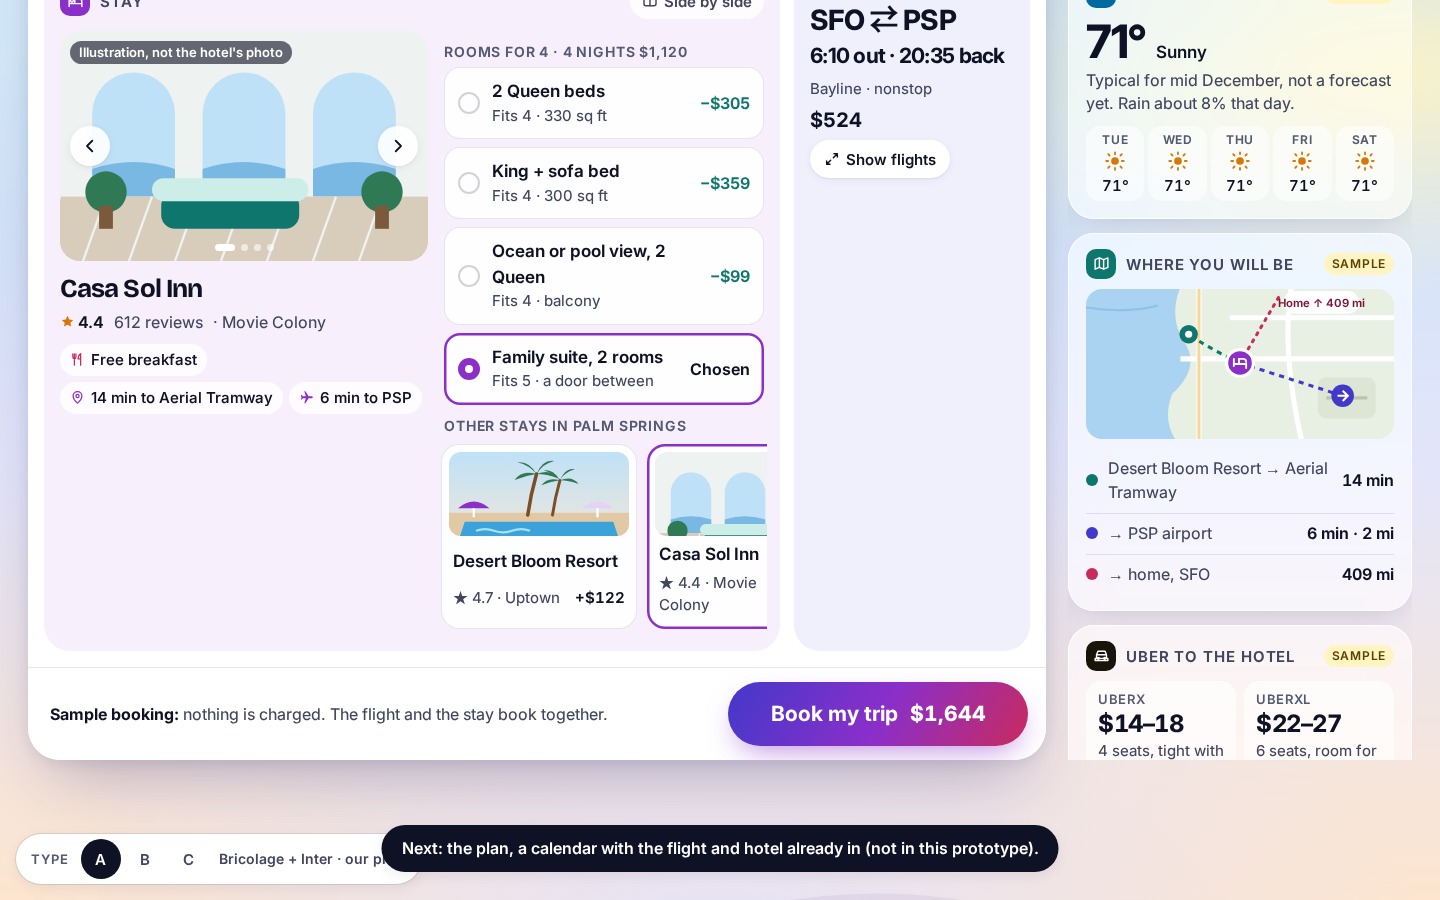 STAY
Side by side
Illustration, not the hotel's photo
Casa Sol Inn
★ 4.4 612 reviews · Movie Colony
Free breakfast
14 min to Aerial Tramway
6 min to PSP
ROOMS FOR 4 · 4 NIGHTS $1,120
2 Queen beds
Fits 4 · 330 sq ft
−$305
King + sofa bed
Fits 4 · 300 sq ft
−$359
Ocean or pool view, 2
Queen
Fits 4 · balcony
−$99
Family suite, 2 rooms
Fits 5 · a door between
Chosen
OTHER STAYS IN PALM SPRINGS
Desert Bloom Resort
★ 4.7 · Uptown +$122
Casa Sol Inn
★ 4.4 · Movie
Colony
SFO ⇄ PSP
6:10 out · 20:35 back
Bayline · nonstop
$524
Show flights
Sample booking: nothing is charged. The flight and the stay book together.
Book my trip $1,644
71° Sunny
Typical for mid December, not a forecast
yet. Rain about 8% that day.
TUE WED THU FRI SAT
71° 71° 71° 71° 71°
WHERE YOU WILL BE
SAMPLE
Home ↑ 409 mi
Desert Bloom Resort → Aerial
Tramway
14 min
→ PSP airport 6 min · 2 mi
→ home, SFO 409 mi
UBER TO THE HOTEL
SAMPLE
UBERX
$14–18
4 seats, tight with
UBERXL
$22–27
6 seats, room for
TYPE A B C Bricolage + Inter · our
Next: the plan, a calendar with the flight and hotel already in (not in this prototype).